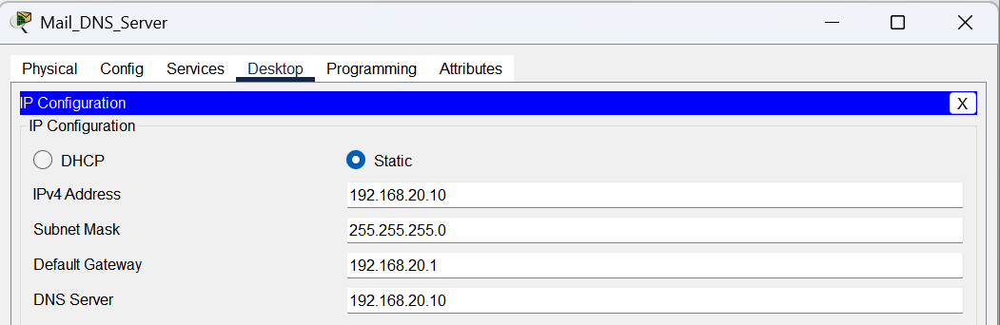 Mail_DNS_Server
Physical Config Services Desktop Programming Attributes
IP Configuration X
IP Configuration
DHCP Static
IPv4 Address 192.168.20.10
Subnet Mask 255.255.255.0
Default Gateway 192.168.20.1
DNS Server 192.168.20.10